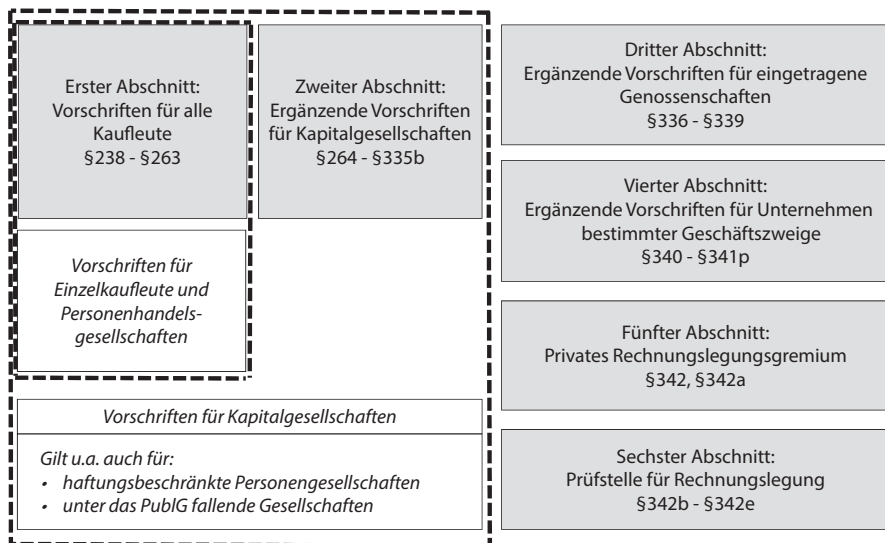 Erster Abschnitt:
Vorschriften für alle
Kaufleute
§238 - §263
Zweiter Abschnitt:
Ergänzende Vorschriften
für Kapitalgesellschaften
§264 - §335b
Vorschriften für
Einzelkaufleute und
Personenhandels-
gesellschaften
Vorschriften für Kapitalgesellschaften
Gilt u.a. auch für:
• haftungsbeschränkte Personengesellschaften
• unter das PublG fallende Gesellschaften
Dritter Abschnitt:
Ergänzende Vorschriften für eingetragene
Genossenschaften
§336 - §339
Vierter Abschnitt:
Ergänzende Vorschriften für Unternehmen
bestimmter Geschäftszweige
§340 - §341p
Fünfter Abschnitt:
Privates Rechnungslegungsgremium
§342, §342a
Sechster Abschnitt:
Prüfstelle für Rechnungslegung
§342b - §342e